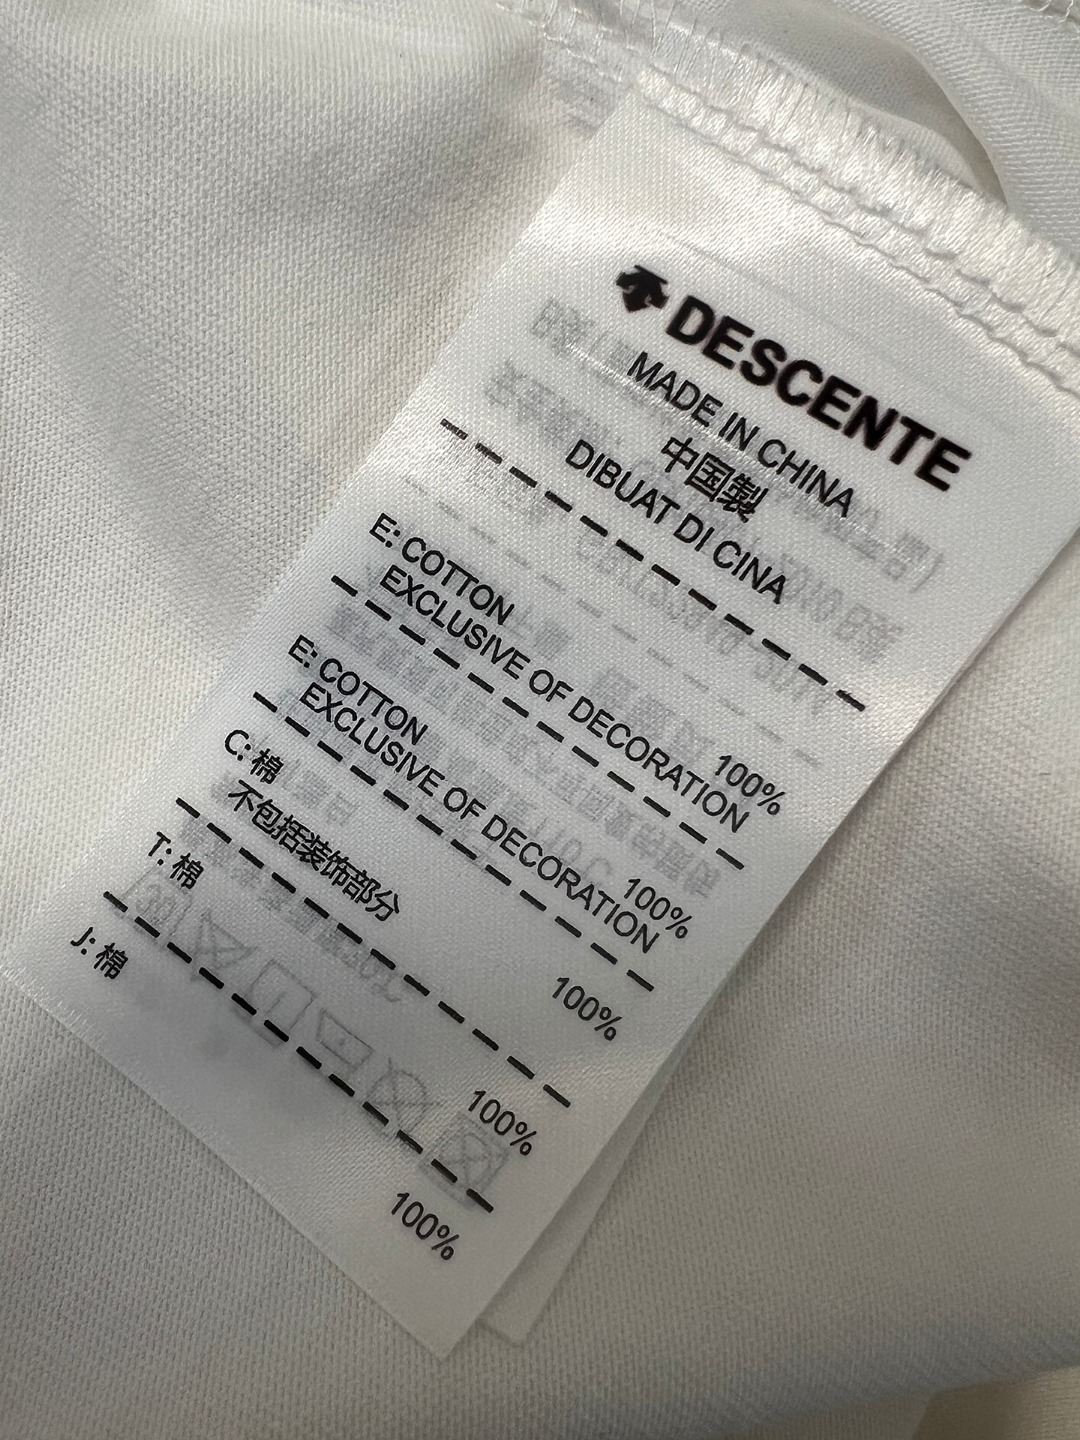 DESCENTE
MADE IN CHINA
中国製
DIBUAT DI CINA
E: COTTON 100%
EXCLUSIVE OF DECORATION
E: COTTON 100%
EXCLUSIVE OF DECORATION
C: 棉 100%
不包括装饰部分
T: 棉 100%
J: 棉 100%